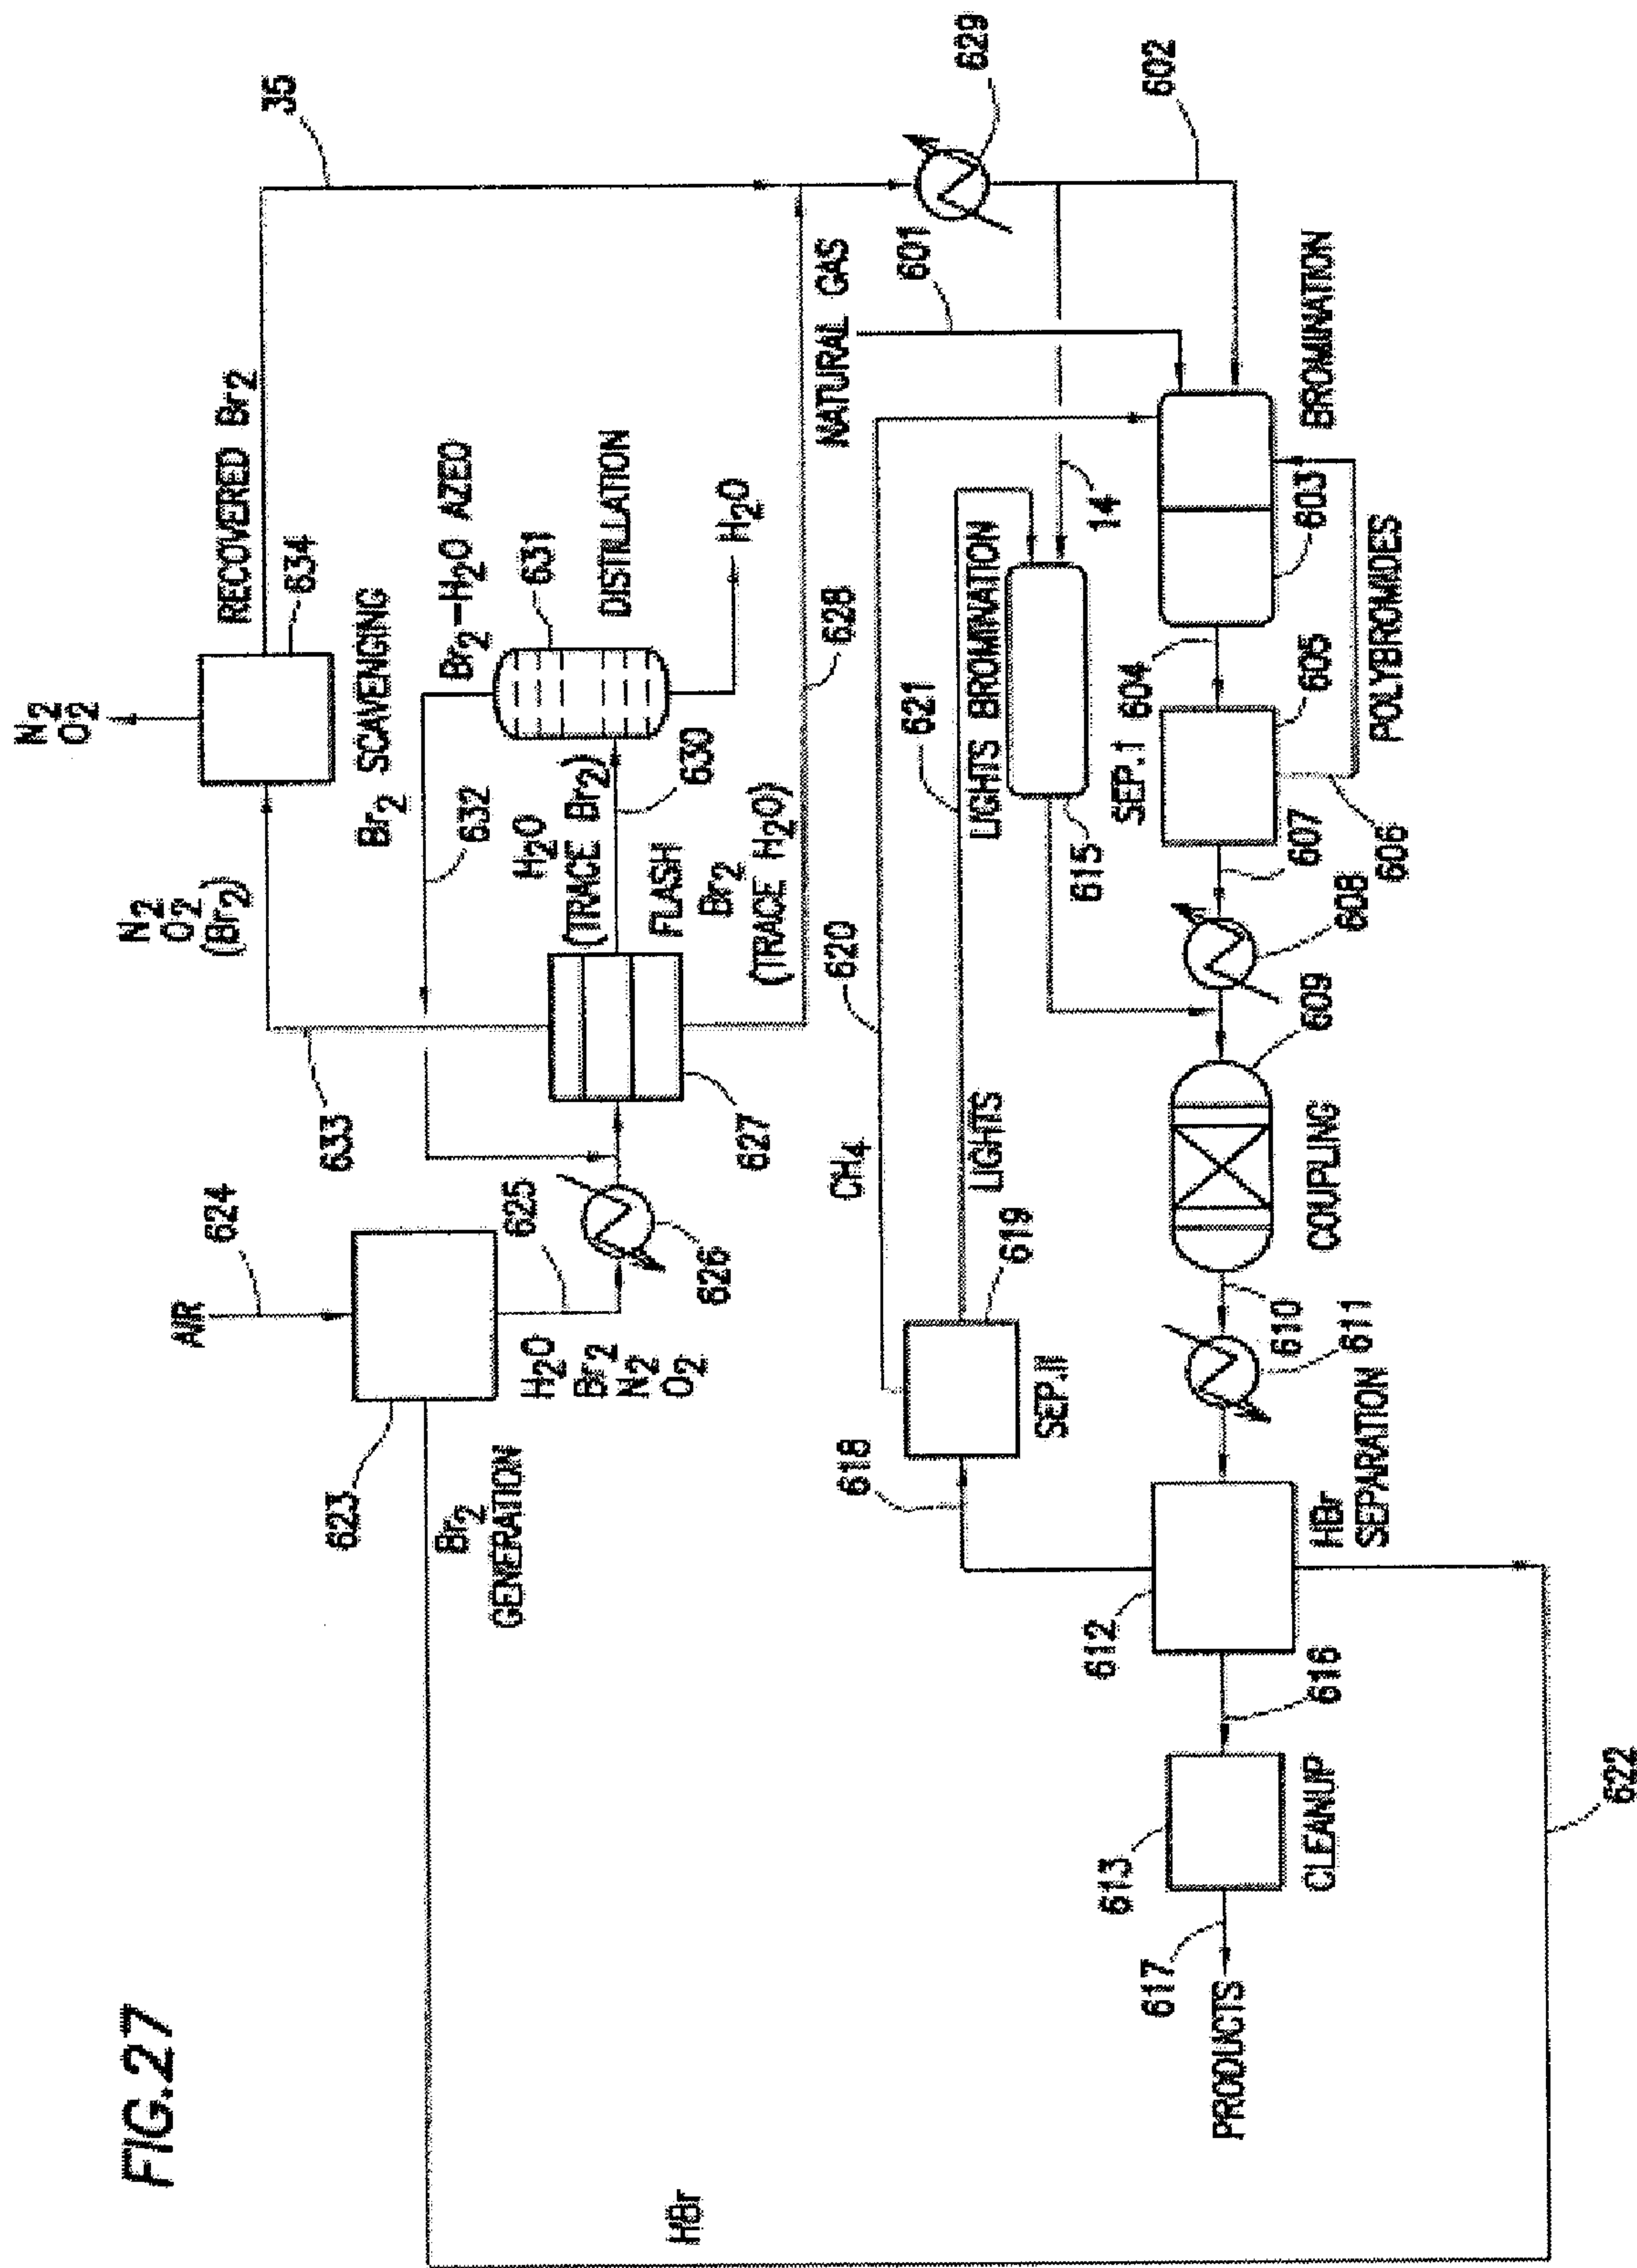 FIG.27
N2
O2
RECOVERED Br2
35
634
Br2 SCAVENGING
N2
O2
(Br2)
633
632
Br2-H2O AZEO
631
DISTILLATION
H2O
H2O
(TRACE Br2)
630
FLASH
Br2
(TRACE H2O)
628
627
AIR
624
623
Br2
GENERATION
H2O
Br2
N2
O2
625
626
629
602
NATURAL GAS
601
14
CH4
620
621
LIGHTS
LIGHTS BROMINATION
615
BROMINATION
603
604
SEP.I
605
POLYBROMIDES
606
607
608
609
COUPLING
610
611
SEP.II
619
618
612
HBr
SEPARATION
616
613
CLEANUP
617
PRODUCTS
622
HBr